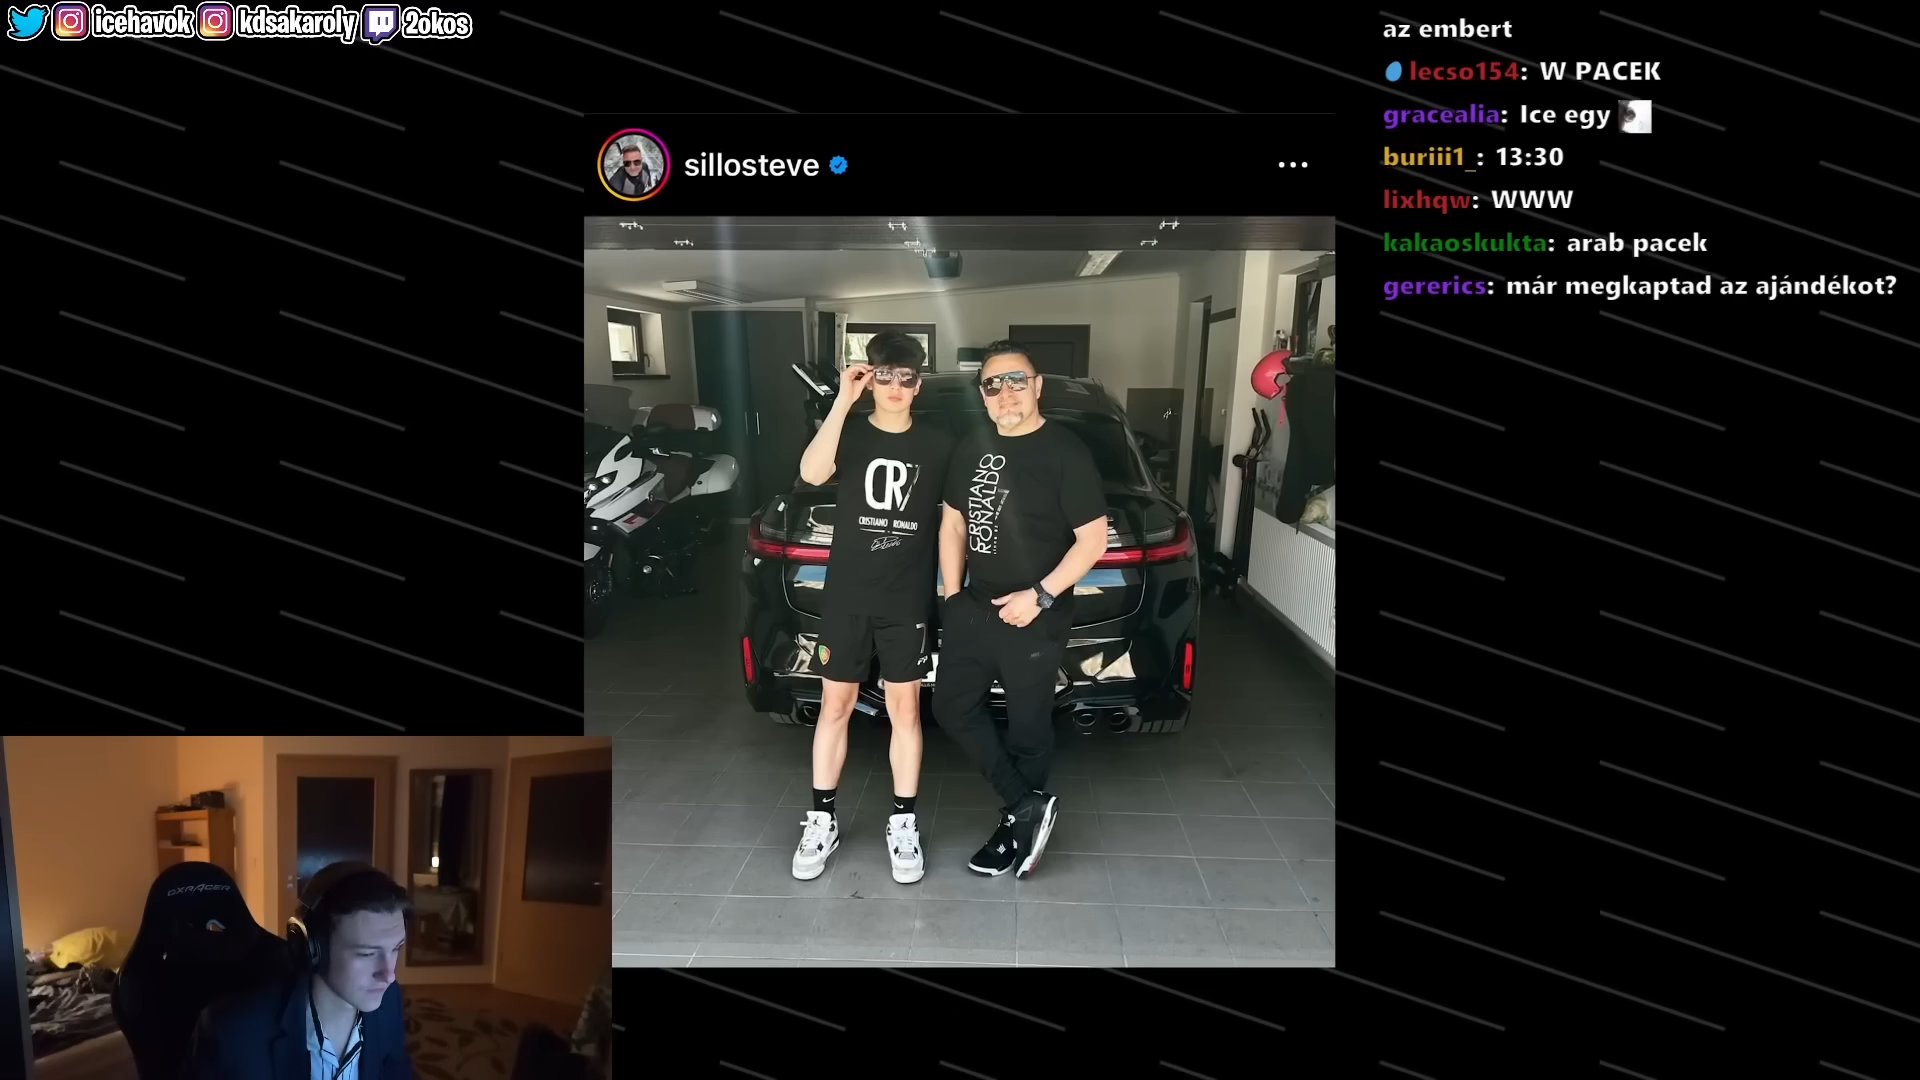 icehavok kdsakaroly 2okos
az embert
lecso154: W PACEK
gracealia: Ice egy
buriii1_: 13:30
lixhqw: WWW
kakaoskukta: arab pacek
gererics: már megkaptad az ajándékot?
sillosteve
CR7
CRISTIANO RONALDO
CRISTIANO
RONALDO
DXRACER